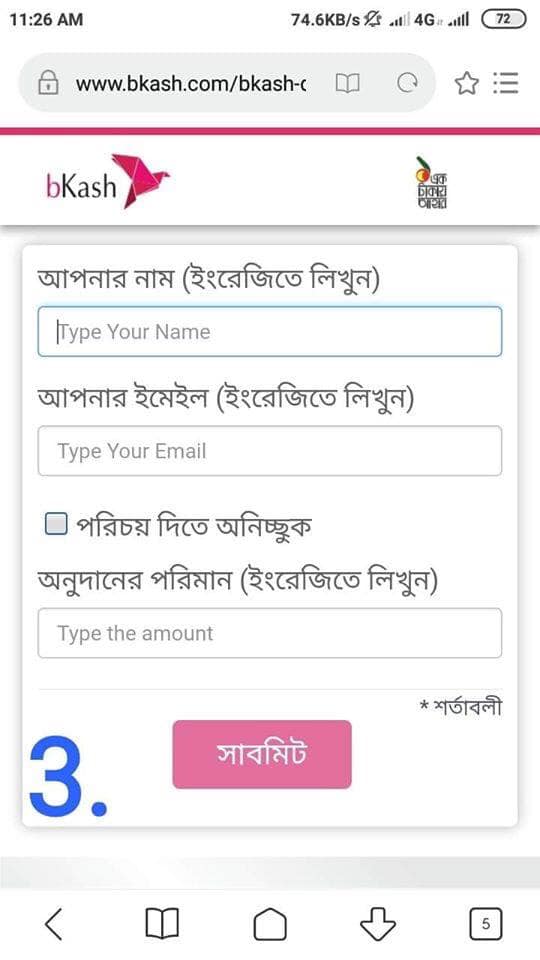 11:26 AM 74.6KB/s 4G 72
www.bkash.com/bkash-c
bKash
এক
টাকায়
আহার
আপনার নাম (ইংরেজিতে লিখুন)
Type Your Name
আপনার ইমেইল (ইংরেজিতে লিখুন)
Type Your Email
পরিচয় দিতে অনিচ্ছুক
অনুদানের পরিমান (ইংরেজিতে লিখুন)
Type the amount
* শর্তাবলী
সাবমিট
3.
5